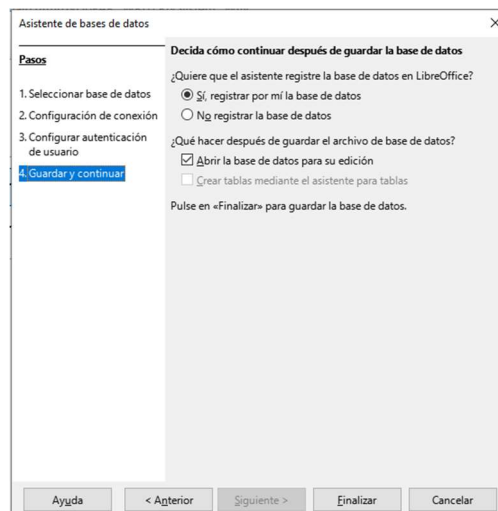 Asistente de bases de datos
Pasos
1. Seleccionar base de datos
2. Configuración de conexión
3. Configurar autenticación
de usuario
4. Guardar y continuar
Decida cómo continuar después de guardar la base de datos
¿Quiere que el asistente registre la base de datos en LibreOffice?
Sí, registrar por mí la base de datos
No registrar la base de datos
¿Qué hacer después de guardar el archivo de base de datos?
Abrir la base de datos para su edición
Crear tablas mediante el asistente para tablas
Pulse en «Finalizar» para guardar la base de datos.
Ayuda
< Anterior
Siguiente >
Finalizar
Cancelar